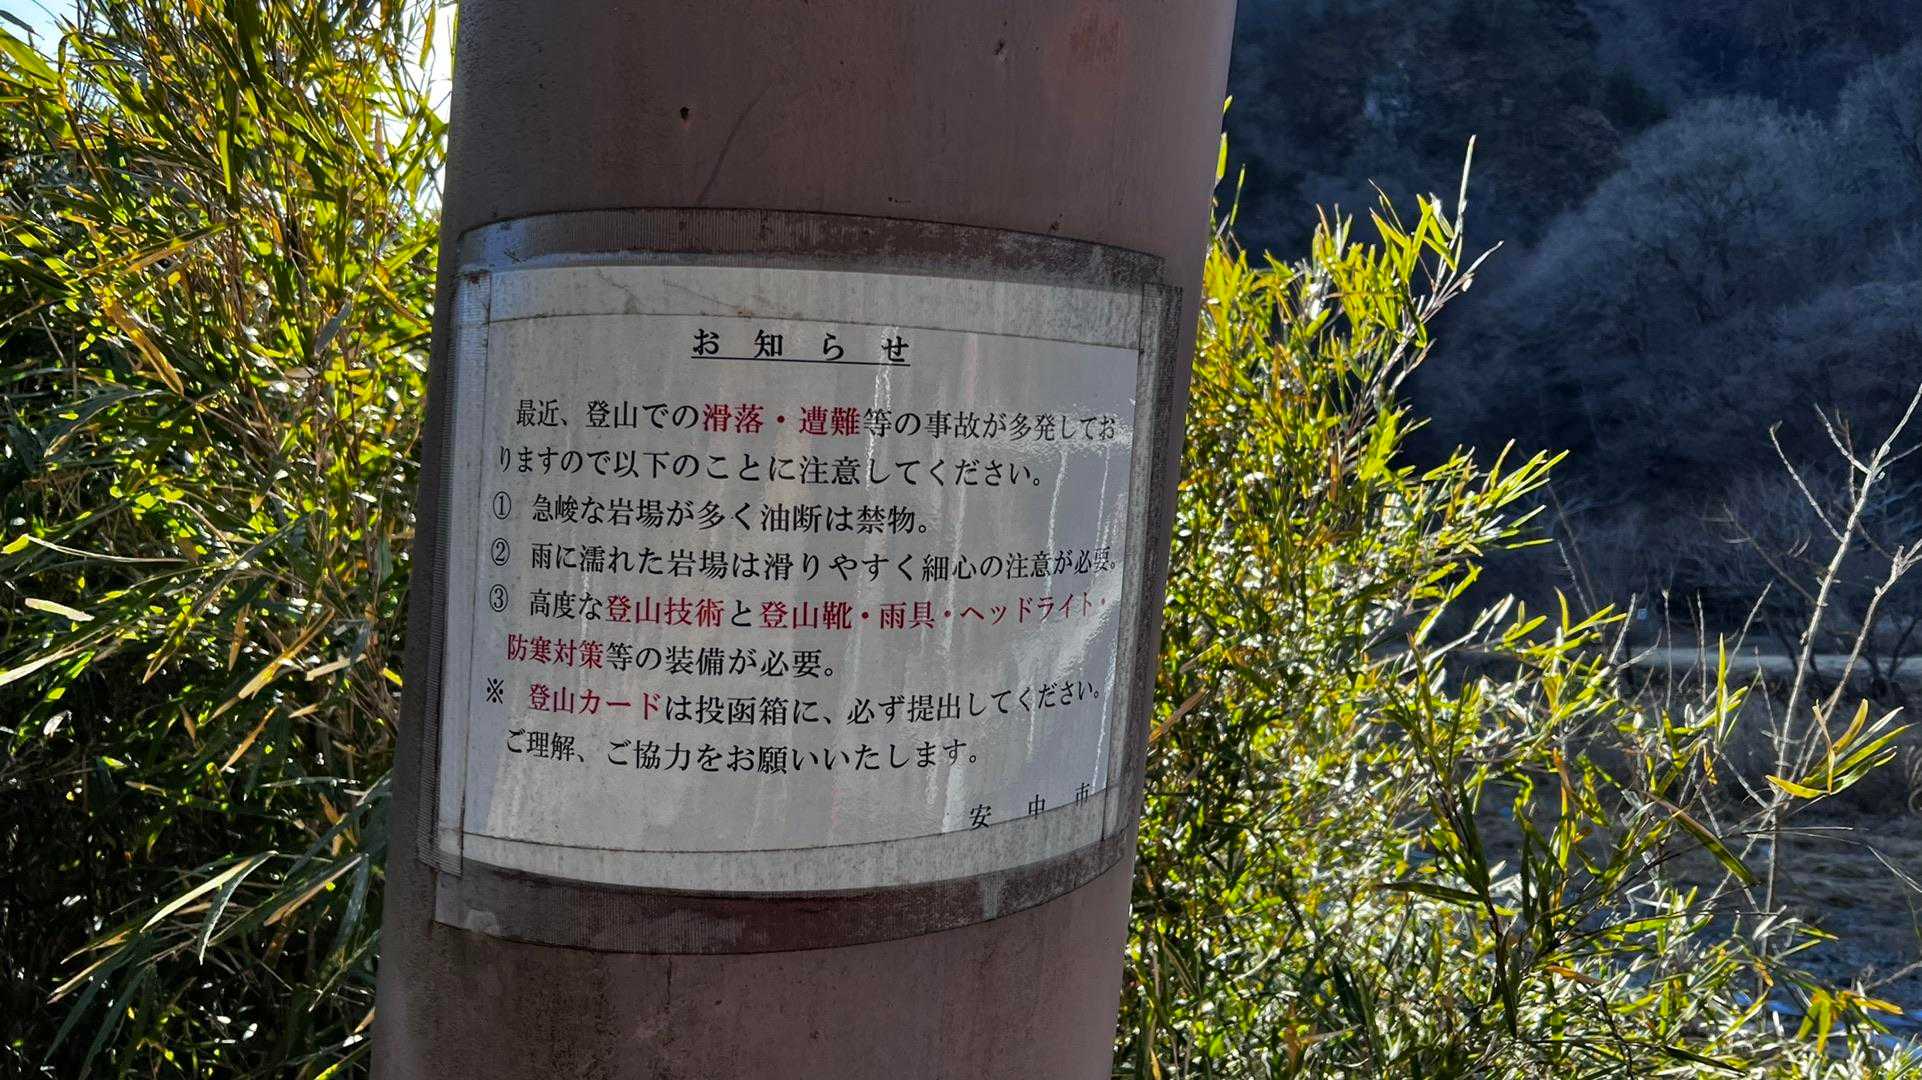 お知らせ
最近、登山での滑落・遭難等の事故が多発してお
りますので以下のことに注意してください。
① 急峻な岩場が多く油断は禁物。
② 雨に濡れた岩場は滑りやすく細心の注意が必要。
③ 高度な登山技術と登山靴・雨具・ヘッドライト・
防寒対策等の装備が必要。
※ 登山カードは投函箱に、必ず提出してください。
ご理解、ご協力をお願いいたします。
安中市